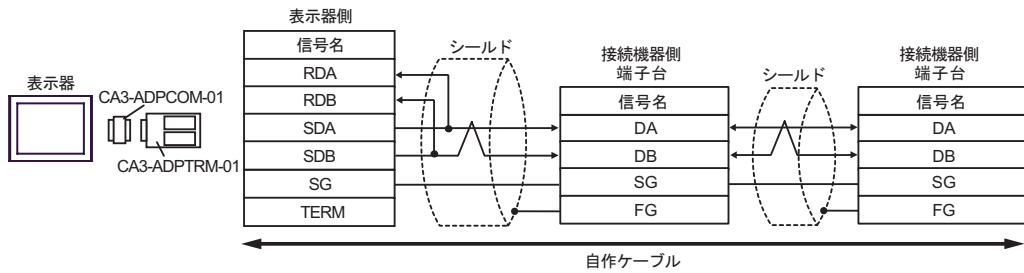 表示器
CA3-ADPCOM-01
CA3-ADPTRM-01
表示器側
信号名
RDA
RDB
SDA
SDB
SG
TERM
シールド
接続機器側
端子台
信号名
DA
DB
SG
FG
シールド
接続機器側
端子台
信号名
DA
DB
SG
FG
自作ケーブル